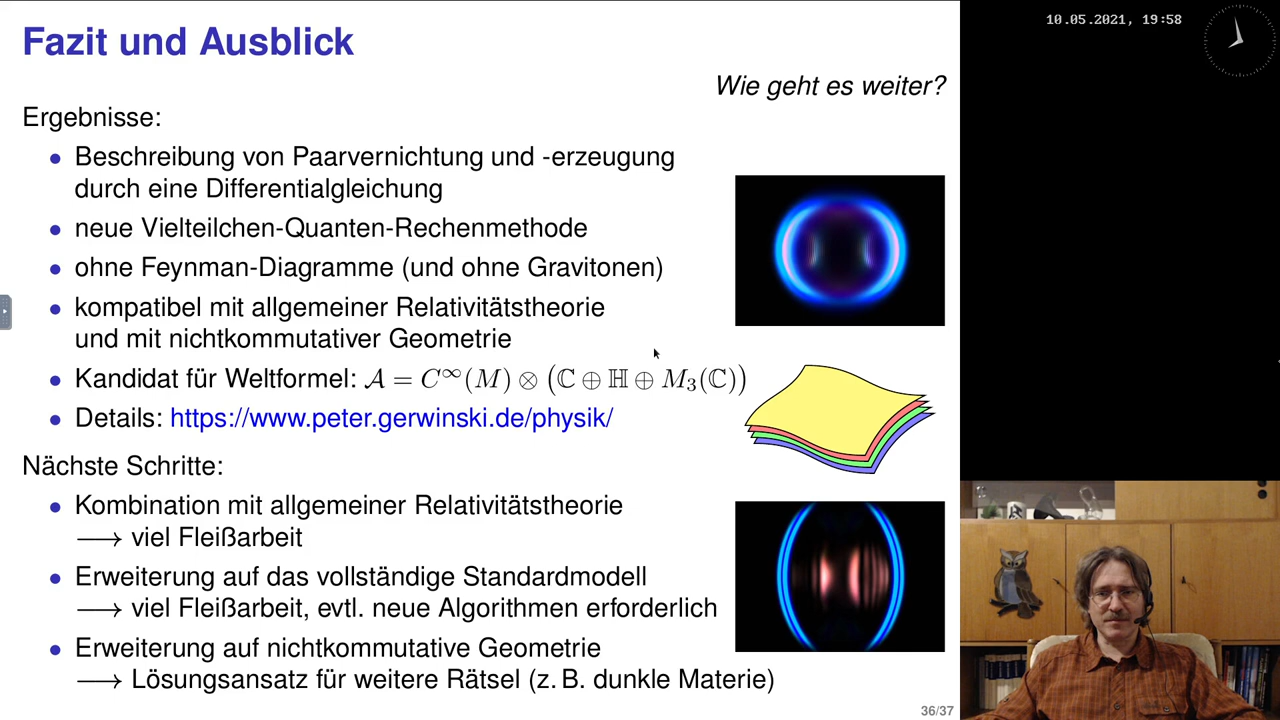 Fazit und Ausblick
10.05.2021, 19:58
Wie geht es weiter?
Ergebnisse:
• Beschreibung von Paarvernichtung und -erzeugung
durch eine Differentialgleichung
• neue Vielteilchen-Quanten-Rechenmethode
• ohne Feynman-Diagramme (und ohne Gravitonen)
• kompatibel mit allgemeiner Relativitätstheorie
und mit nichtkommutativer Geometrie
• Kandidat für Weltformel: 𝒜 = C^∞(M) ⊗ (ℂ ⊕ ℍ ⊕ M₃(ℂ))
• Details: https://www.peter.gerwinski.de/physik/
Nächste Schritte:
• Kombination mit allgemeiner Relativitätstheorie
⟶ viel Fleißarbeit
• Erweiterung auf das vollständige Standardmodell
⟶ viel Fleißarbeit, evtl. neue Algorithmen erforderlich
• Erweiterung auf nichtkommutative Geometrie
⟶ Lösungsansatz für weitere Rätsel (z. B. dunkle Materie)
36/37